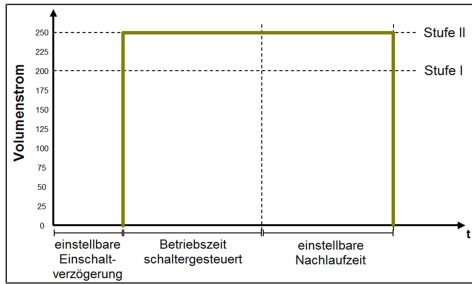 Volumenstrom
250
225
200
175
150
125
100
75
50
25
0
Stufe II
Stufe I
t
einstellbare
Einschalt-
verzögerung
Betriebszeit
schaltergesteuert
einstellbare
Nachlaufzeit